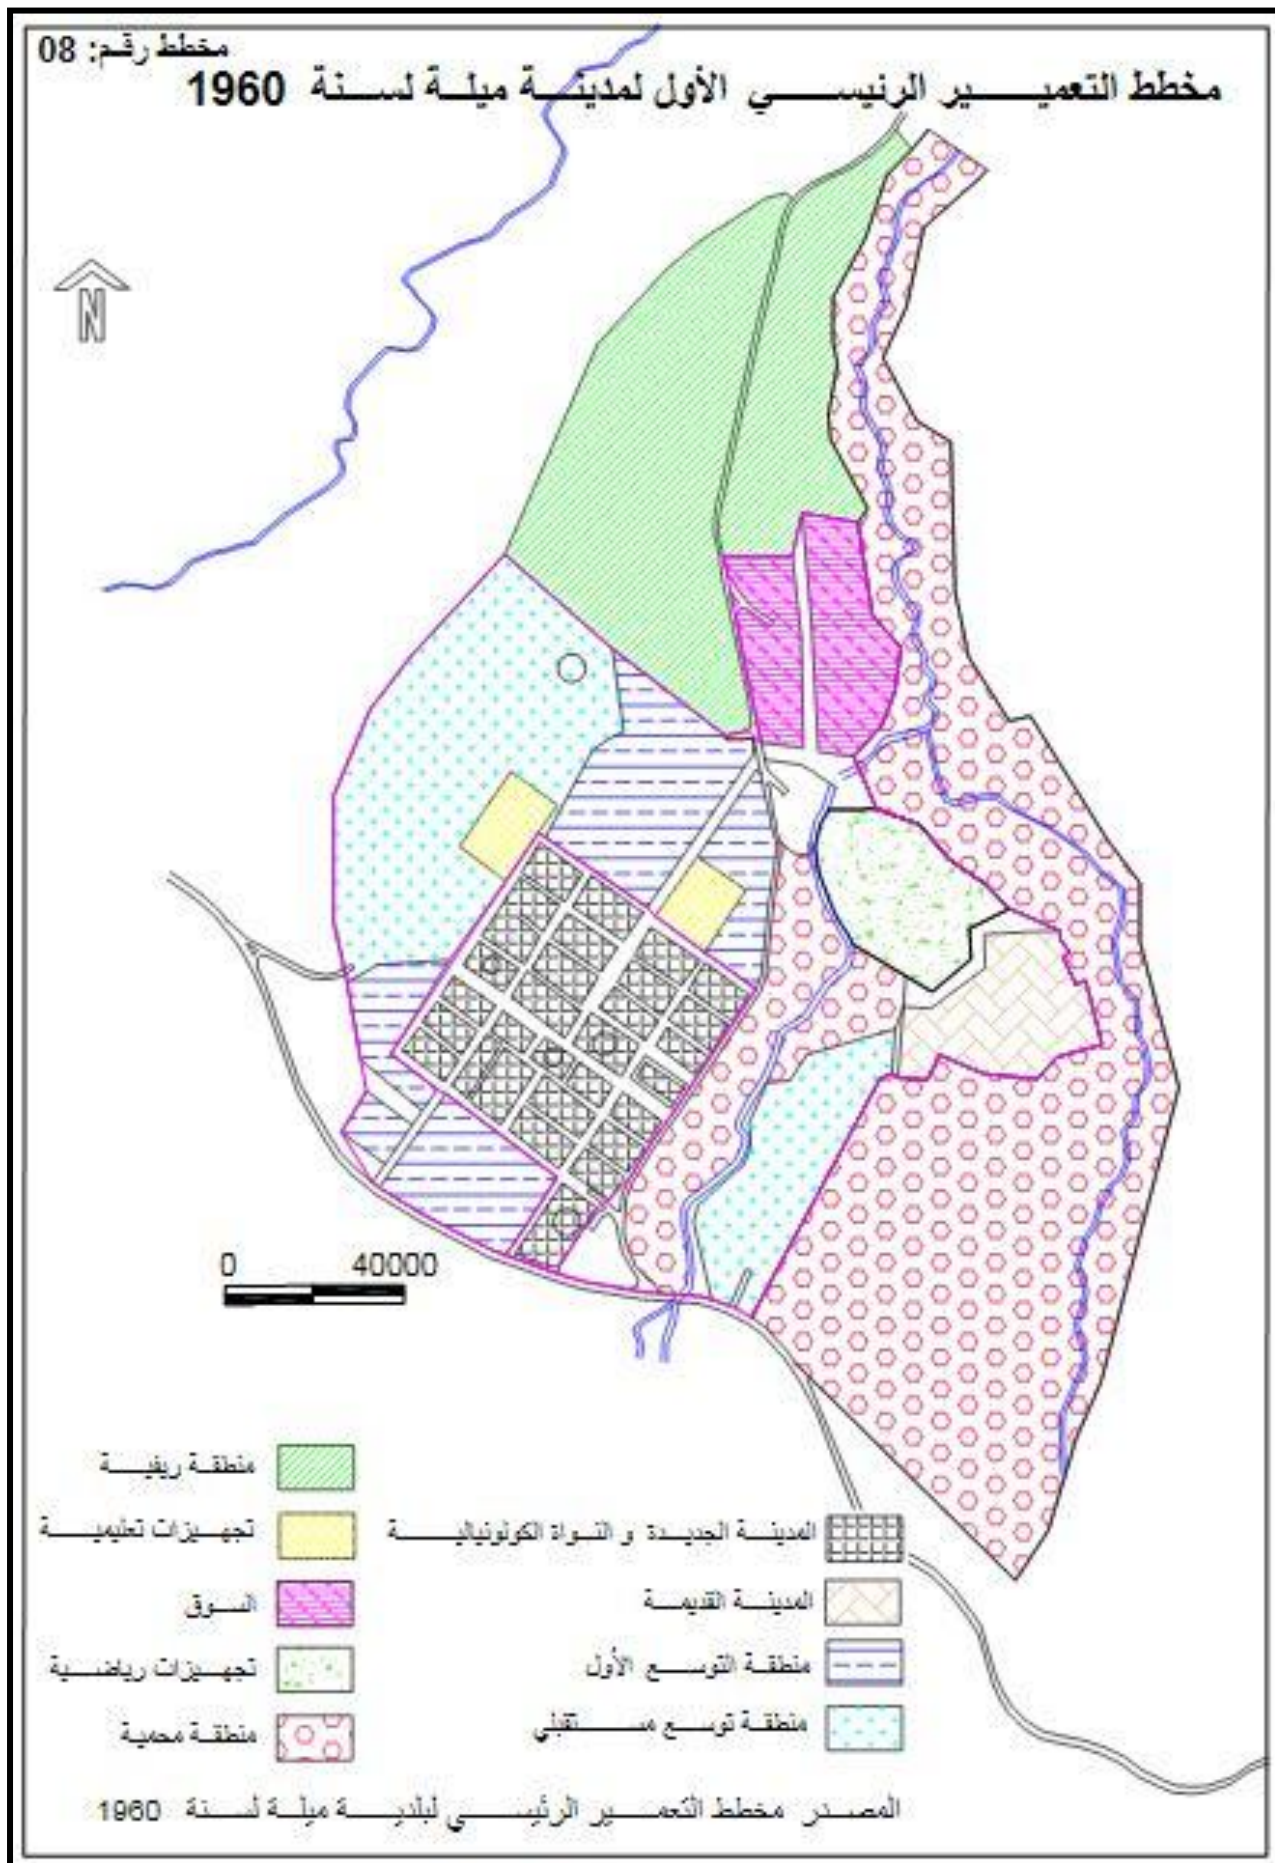 مخطط رقم: 08
مخطط التعمير الرئيسي الأول لمدينة ميلة لسنة 1960
N
0 40000
منطقة ريفية
تجهيزات تعليمية
السوق
تجهيزات رياضية
منطقة محمية
المدينة الجديدة و النواة الكولونيالية
المدينة القديمة
منطقة التوسع الأول
منطقة توسع مستقبلي
المصدر مخطط التعمير الرئيسي لبلدية ميلة لسنة 1960